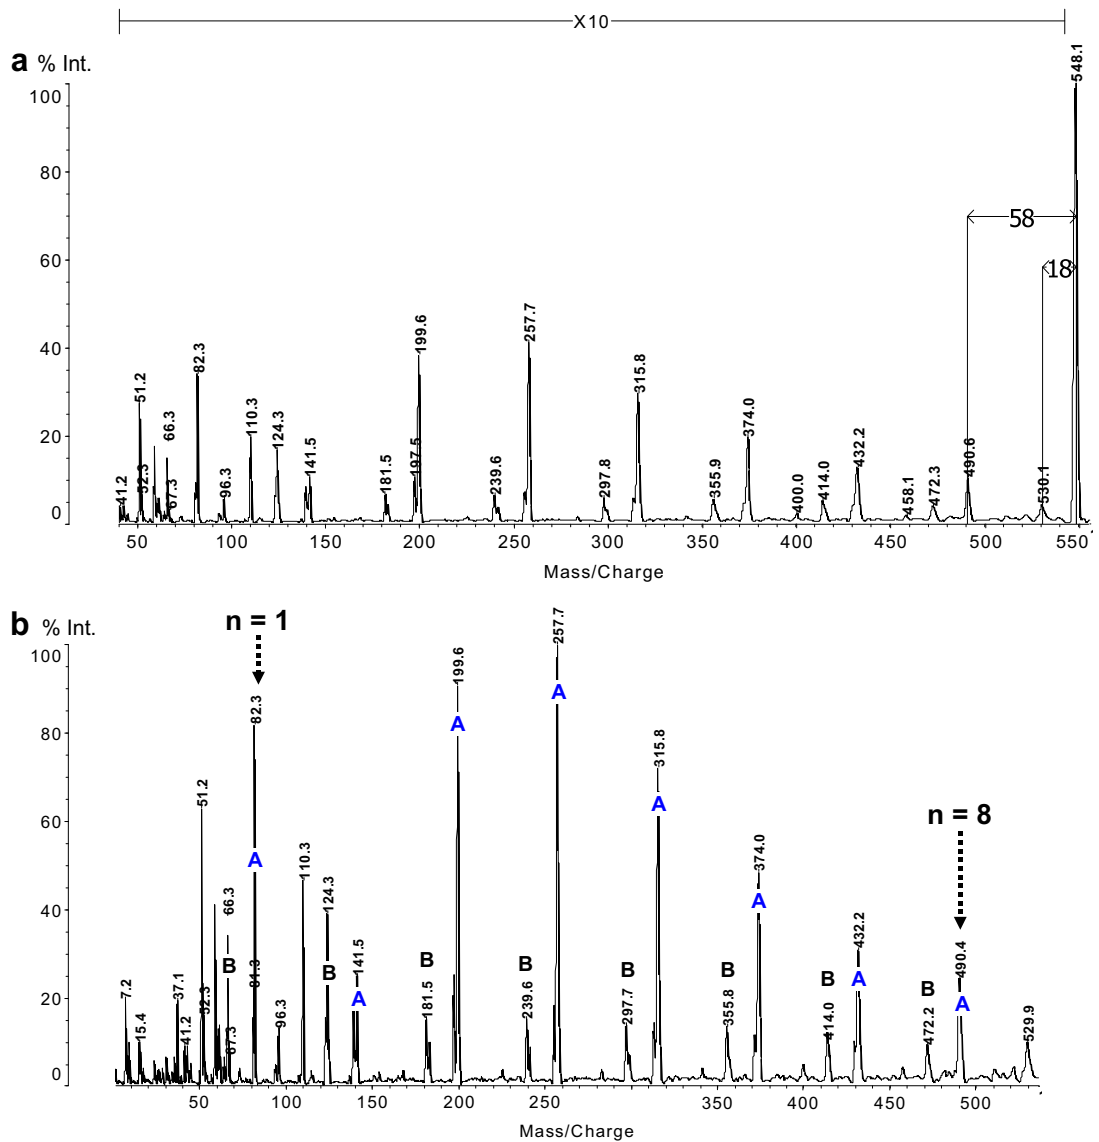 X10
a % Int.
548.1
100
80
60
40
20
0
58
18
41.2
51.2
52.3
66.3
67.3
82.3
96.3
110.3
124.3
141.5
181.5
197.5
199.6
239.6
257.7
297.8
315.8
355.9
374.0
400.0
414.0
432.2
458.1
472.3
490.6
530.1
50 100 150 200 250 300 350 400 450 500 550
Mass/Charge
b % Int.
n = 1
n = 8
100
80
60
40
20
0
7.2
15.4
37.1
41.2
51.2
52.3
66.3
B
67.3
81.3
82.3
A
96.3
110.3
124.3
B
141.5
A
181.5
B
199.6
A
239.6
B
257.7
A
297.7
B
315.8
A
355.8
B
374.0
A
414.0
B
432.2
A
472.2
B
490.4
A
529.9
50 100 150 200 250 350 400 450 500
Mass/Charge